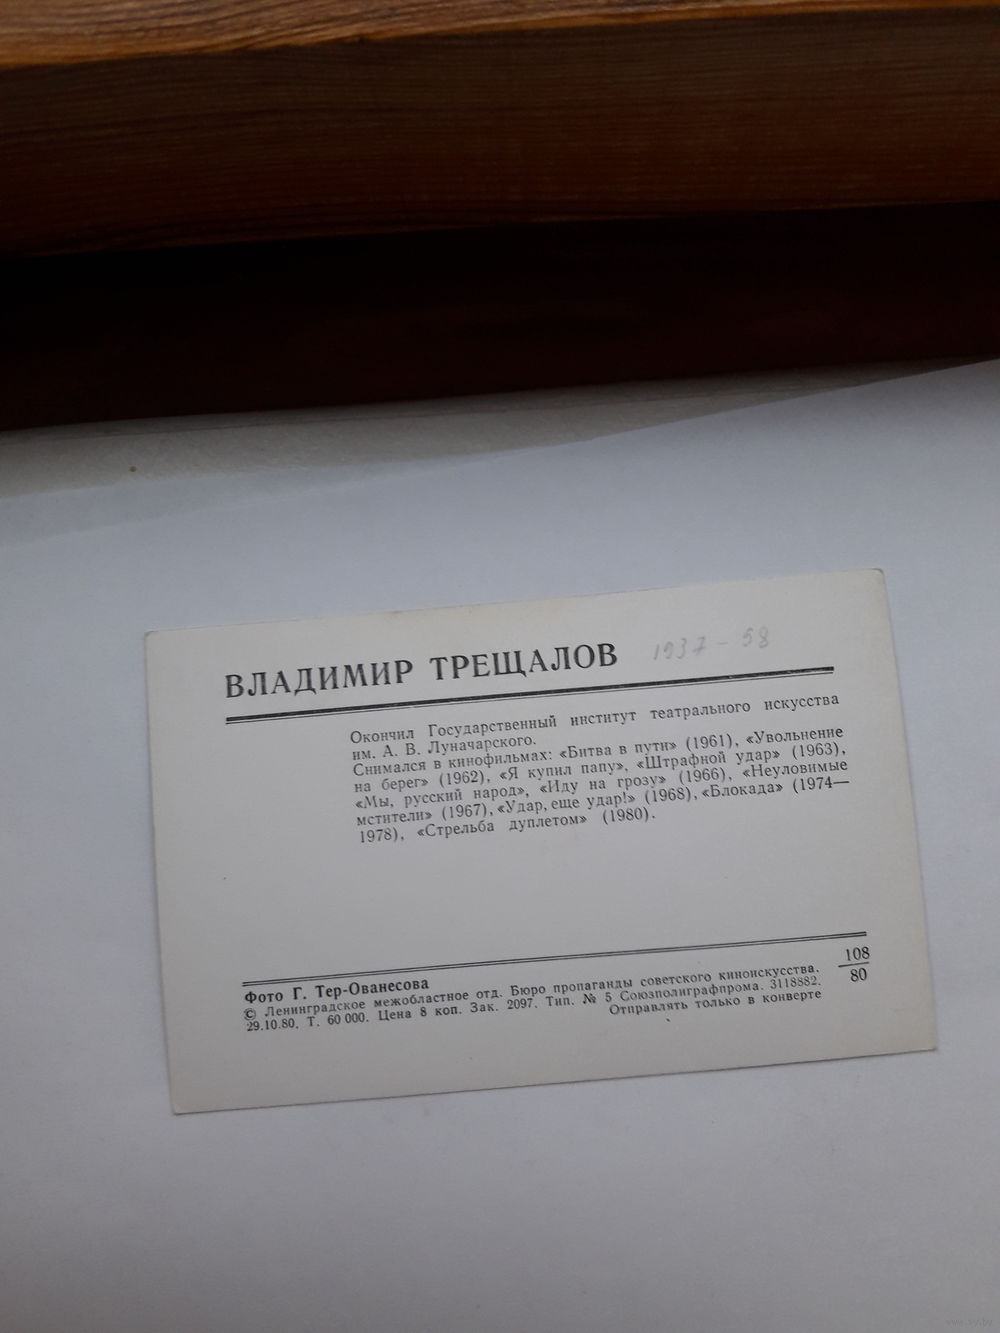 ВЛАДИМИР ТРЕЩАЛОВ 1937 - 58
Окончил Государственный институт театрального искусства
им. А. В. Луначарского.
Снимался в кинофильмах: «Битва в пути» (1961), «Увольнение
на берег» (1962), «Я купил папу», «Штрафной удар» (1963),
«Мы, русский народ», «Иду на грозу» (1966), «Неуловимые
мстители» (1967), «Удар, еще удар!» (1968), «Блокада» (1974—
1978), «Стрельба дуплетом» (1980).
108
80
Фото Г. Тер-Ованесова
© Ленинградское межобластное отд. Бюро пропаганды советского киноискусства.
29.10.80. Т. 60 000. Цена 8 коп. Зак. 2097. Тип. № 5 Союзполиграфпрома. 3118882.
Отправлять только в конверте